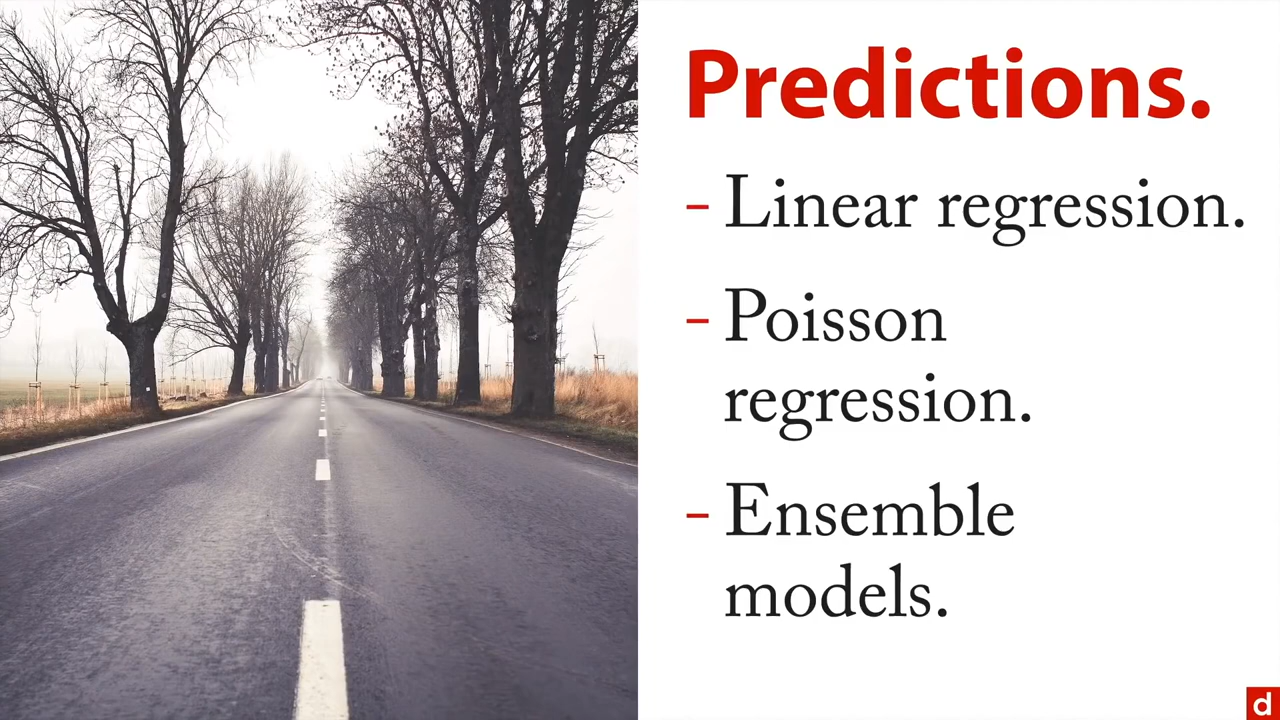 Predictions.
- Linear regression.
- Poisson
regression.
- Ensemble
models.
d